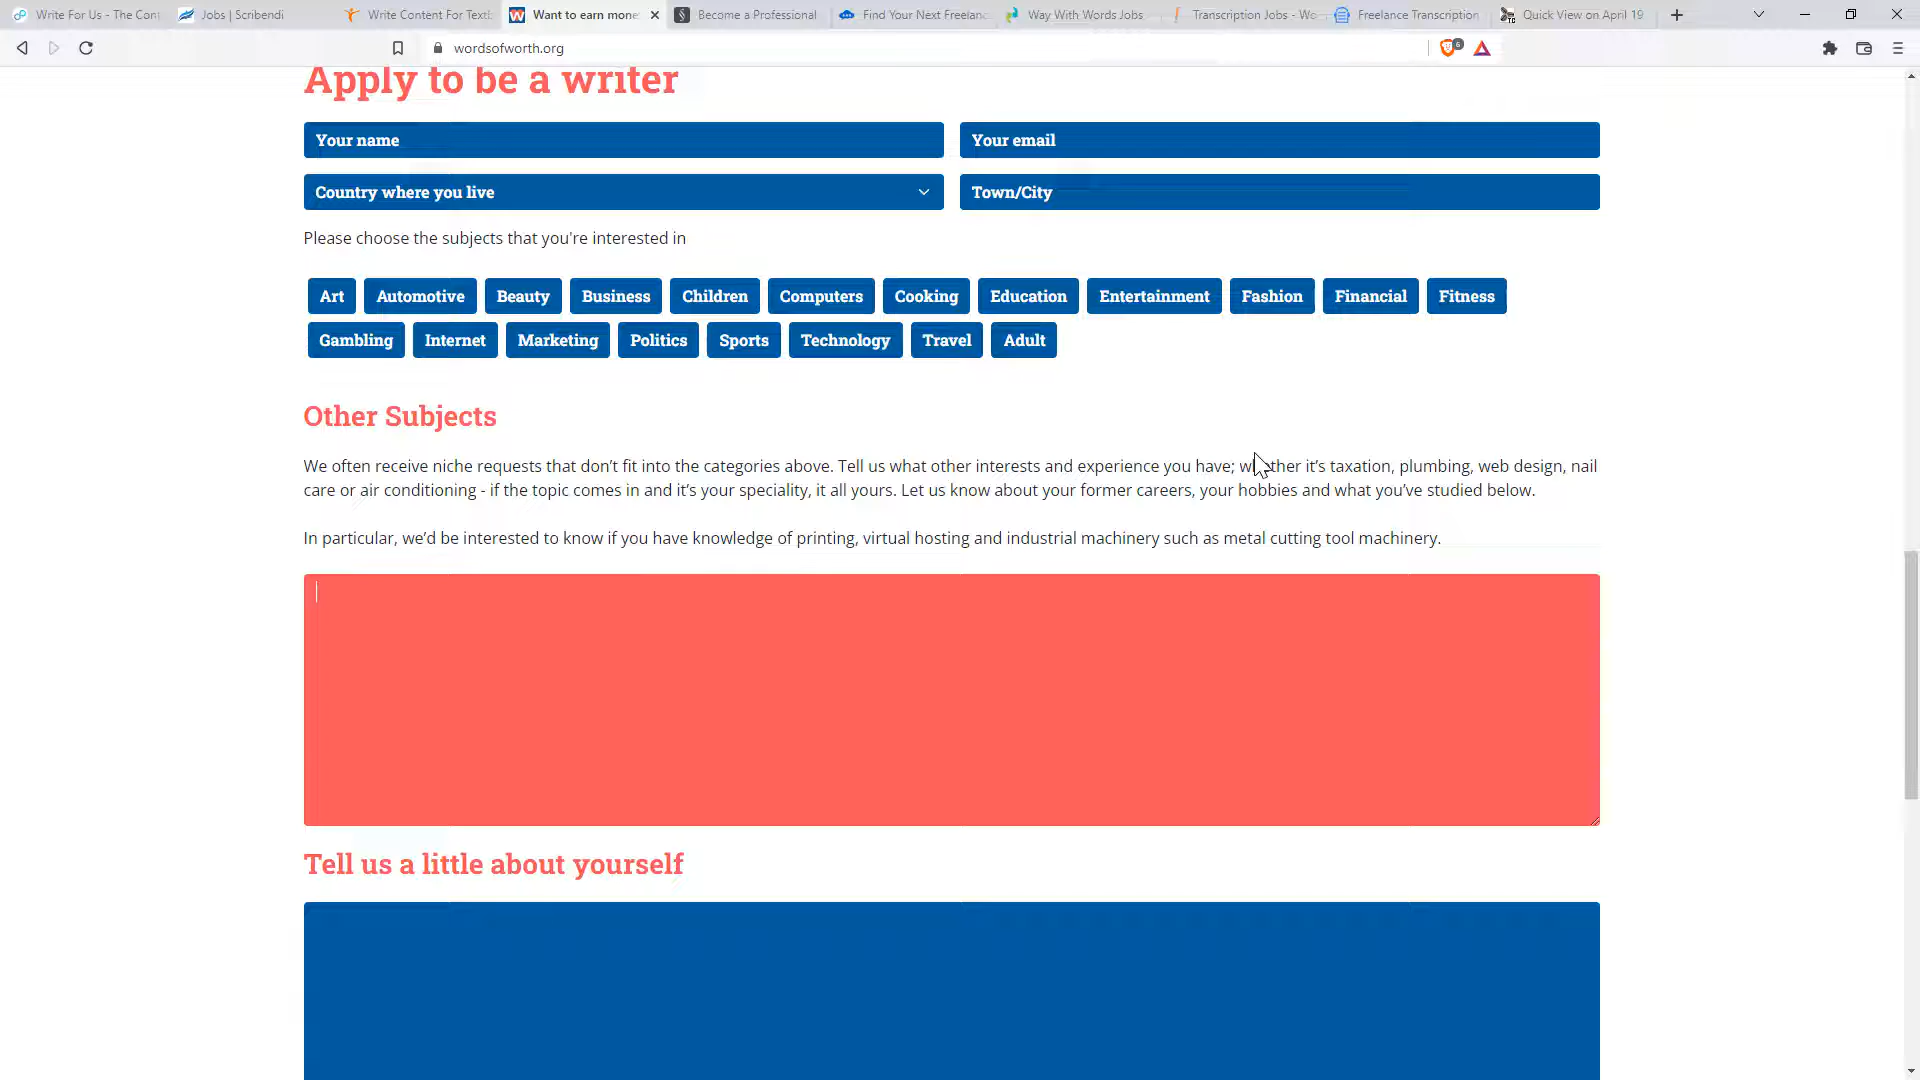 Write For Us - The Con
Jobs | Scribendi
Write Content For Text
Want to earn mone
Become a Professional
Find Your Next Freelanc
Way With Words Jobs
Transcription Jobs - Wo
Freelance Transcription
Quick View on April 19
wordsofworth.org
6
Apply to be a writer
Your name
Your email
Country where you live
Town/City
Please choose the subjects that you're interested in
Art Automotive Beauty Business Children Computers Cooking Education Entertainment Fashion Financial Fitness
Gambling Internet Marketing Politics Sports Technology Travel Adult
Other Subjects
We often receive niche requests that don’t fit into the categories above. Tell us what other interests and experience you have; whether it’s taxation, plumbing, web design, nail
care or air conditioning - if the topic comes in and it’s your speciality, it all yours. Let us know about your former careers, your hobbies and what you’ve studied below.
In particular, we’d be interested to know if you have knowledge of printing, virtual hosting and industrial machinery such as metal cutting tool machinery.
Tell us a little about yourself